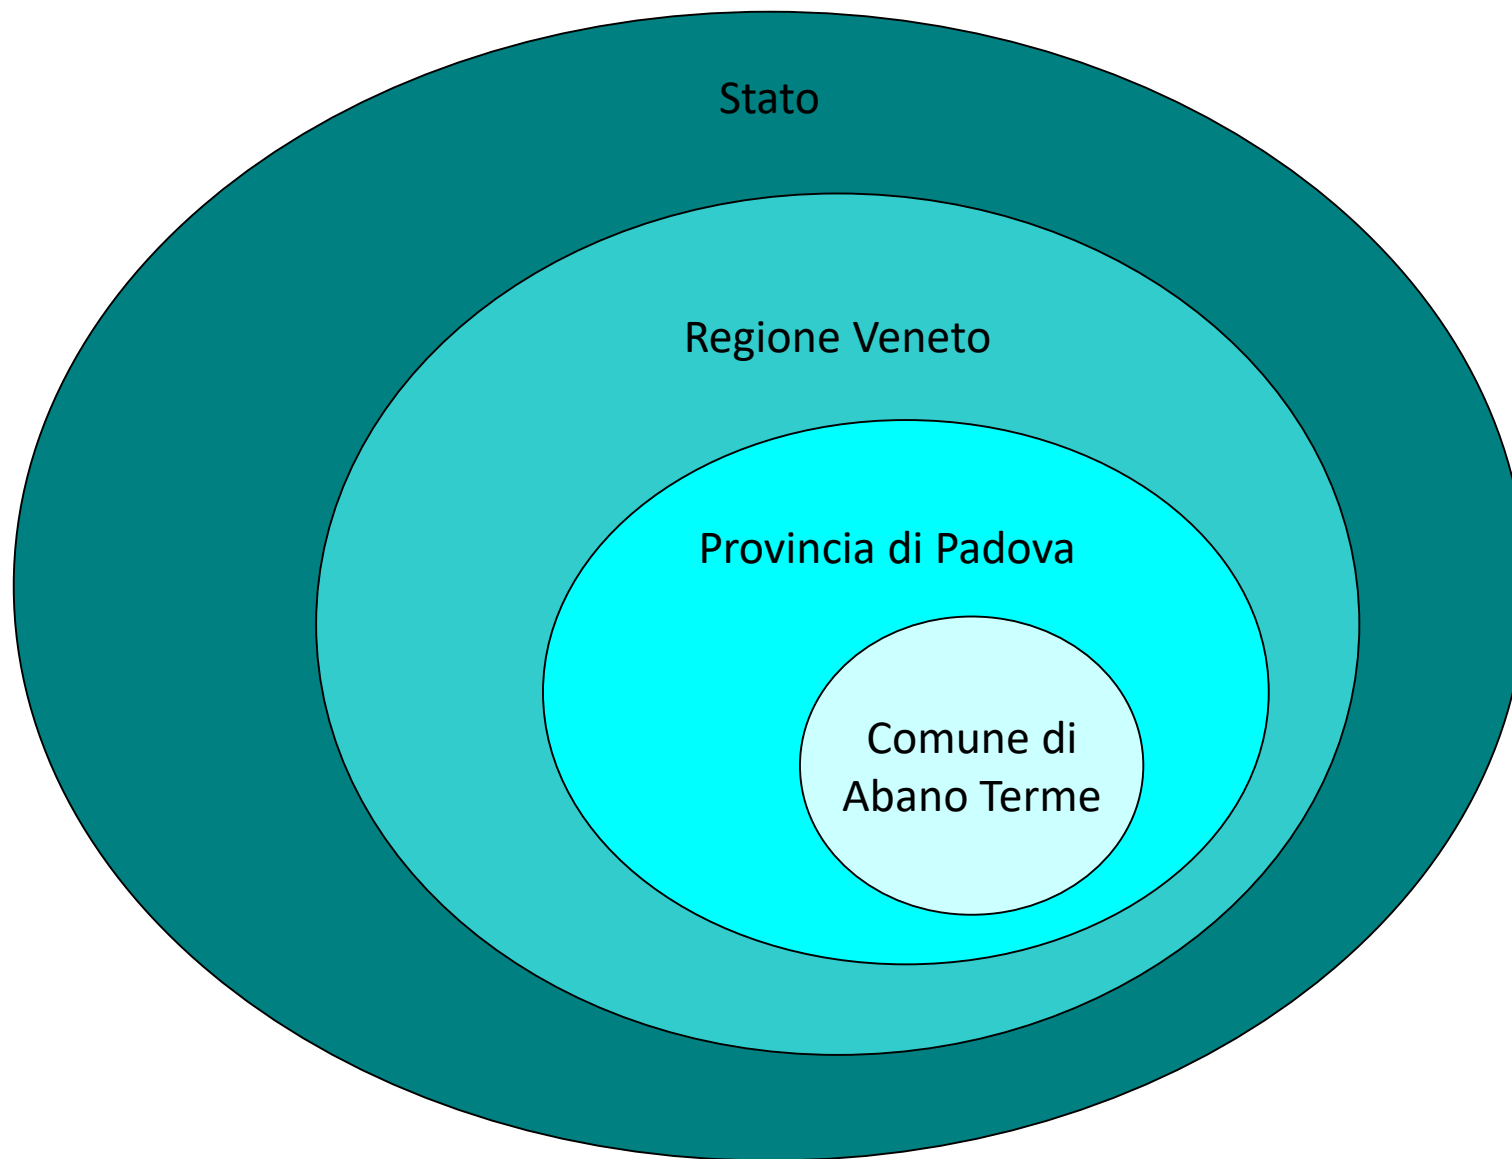 Stato
Regione Veneto
Provincia di Padova
Comune di
Abano Terme